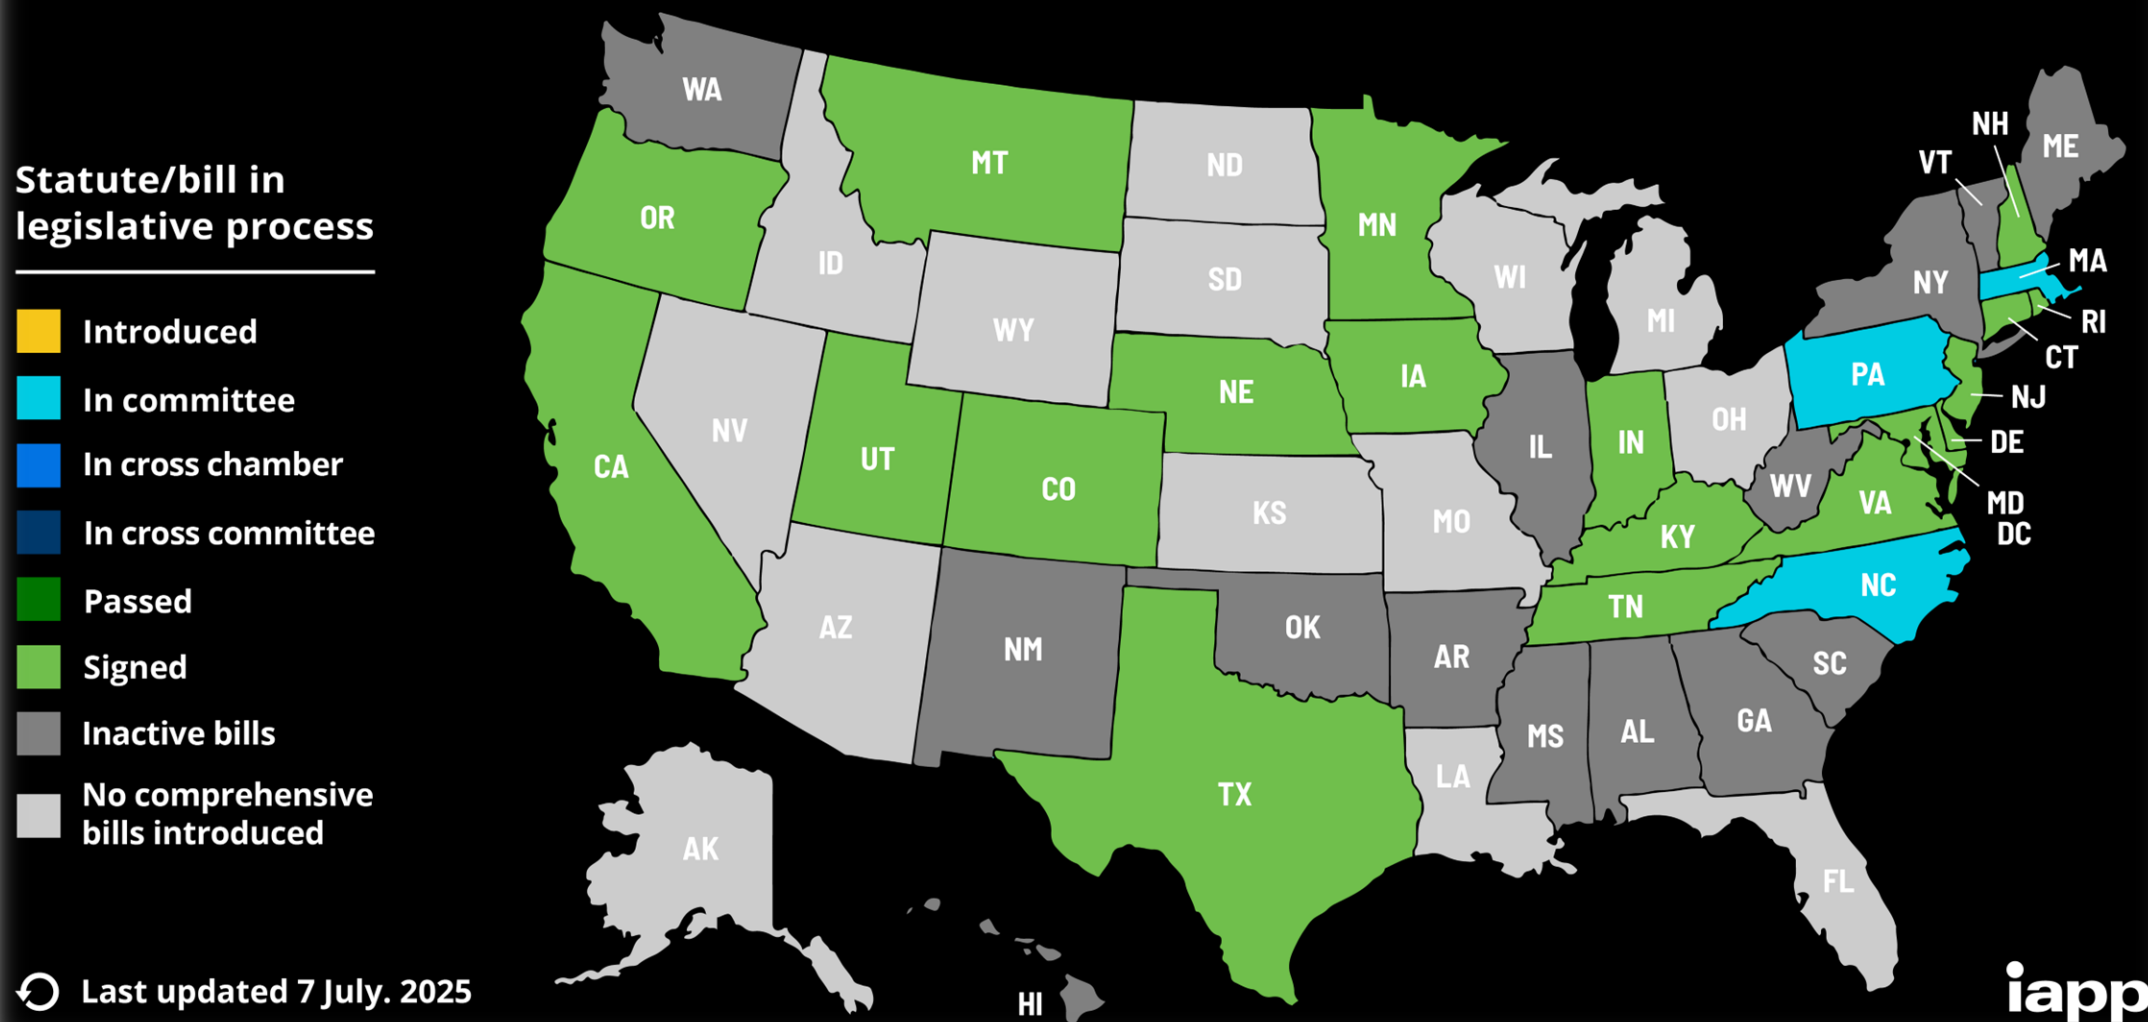 Statute/bill in
legislative process
Introduced
In committee
In cross chamber
In cross committee
Passed
Signed
Inactive bills
No comprehensive
bills introduced
Last updated 7 July. 2025
WA
OR
CA
ID
NV
MT
WY
UT
AZ
CO
NM
ND
SD
NE
KS
OK
TX
MN
IA
MO
AR
LA
WI
IL
MI
IN
OH
KY
TN
MS
AL
GA
FL
SC
NC
VA
WV
PA
NY
VT
NH
ME
MA
RI
CT
NJ
DE
MD
DC
AK
HI
iapp